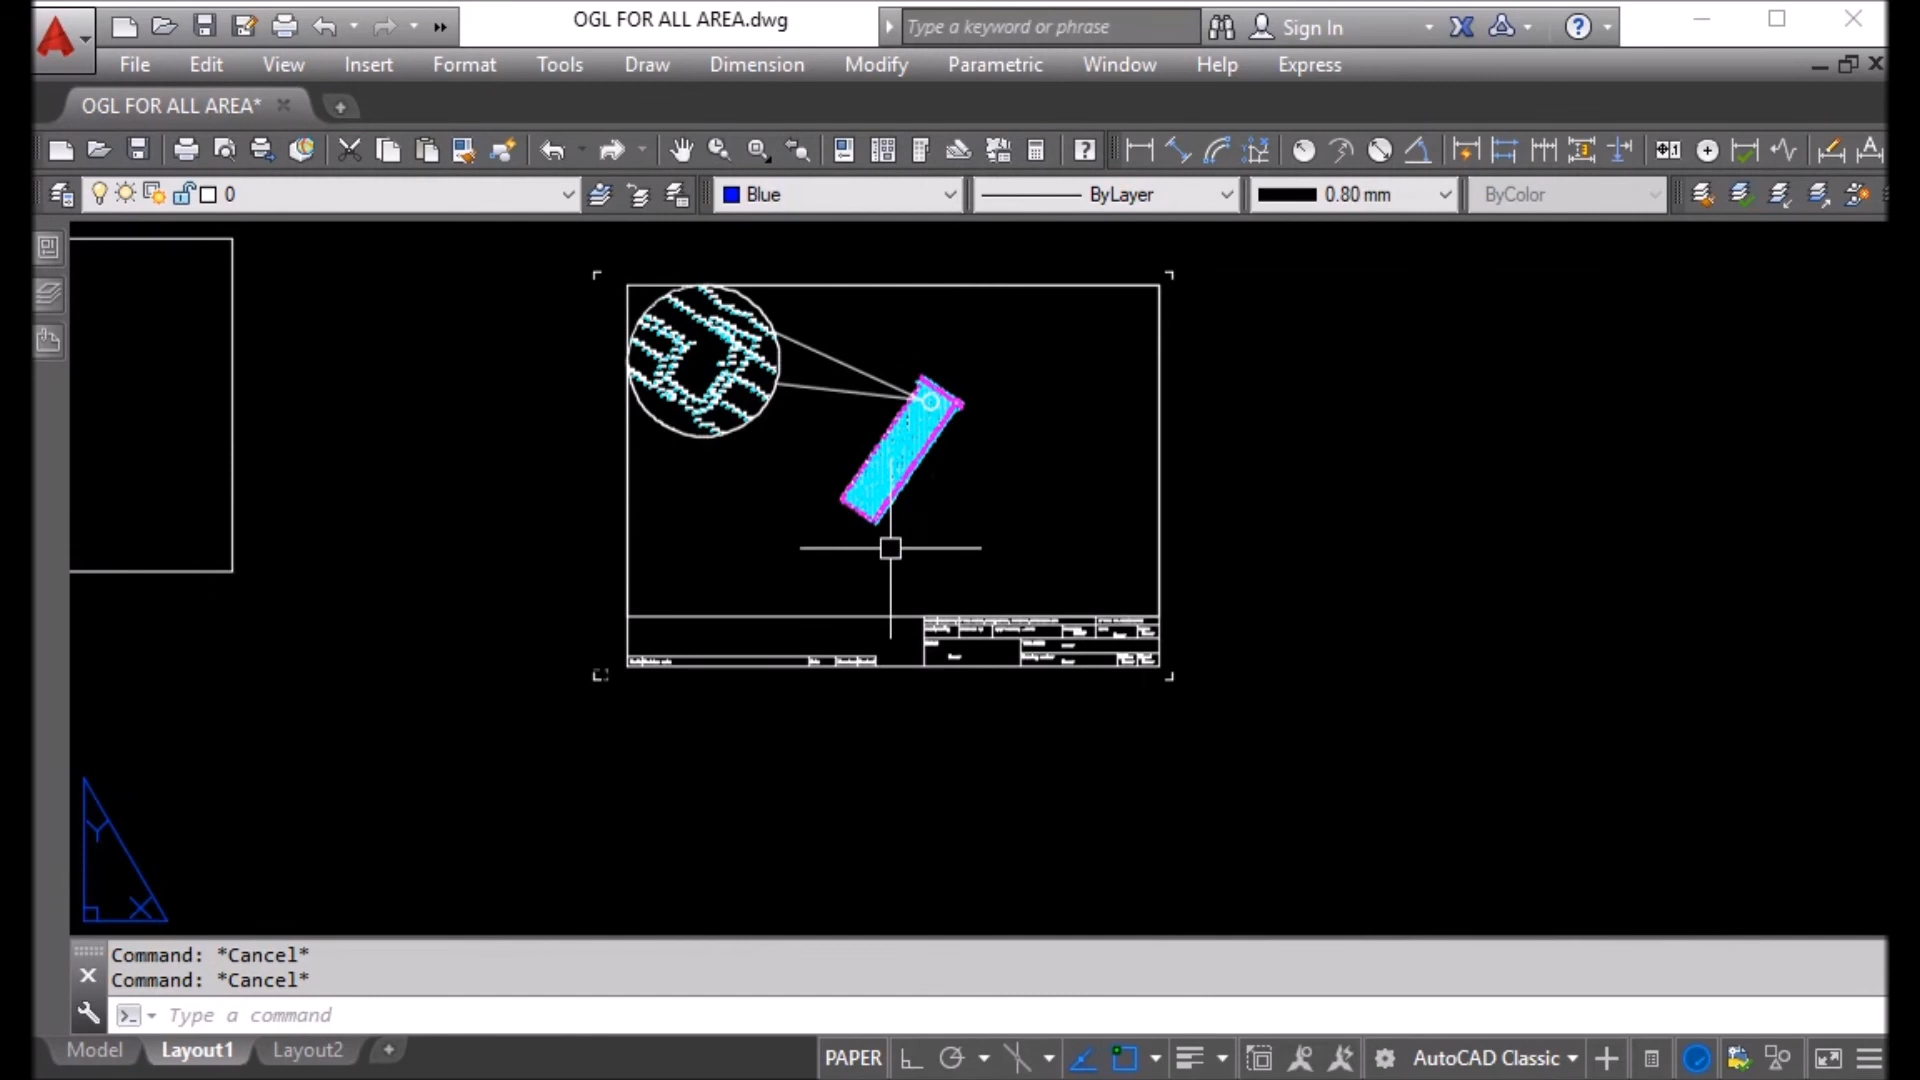 OGL FOR ALL AREA.dwg
Type a keyword or phrase
Sign In
File Edit View Insert Format Tools Draw Dimension Modify Parametric Window Help Express
OGL FOR ALL AREA*
0
Blue
ByLayer
0.80 mm
ByColor
Y
X
Command: *Cancel*
Command: *Cancel*
Type a command
Model Layout1 Layout2
PAPER
AutoCAD Classic